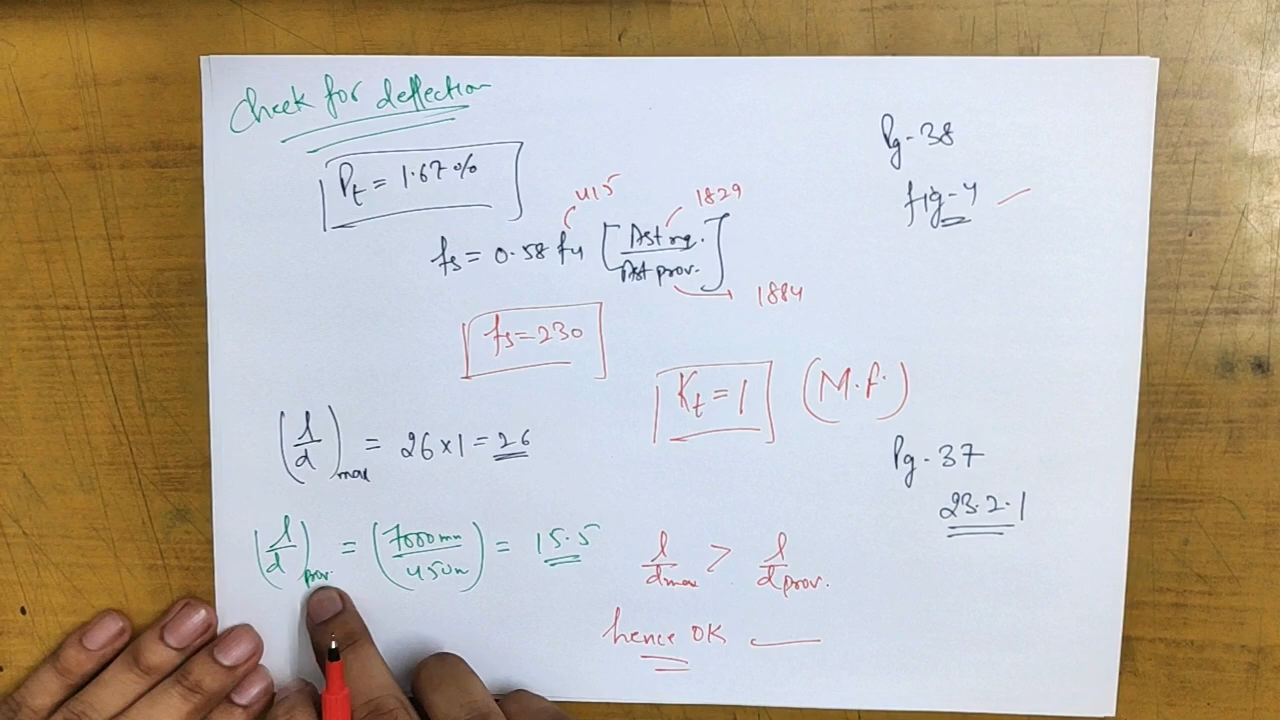 Check for deflection
Pg-38
Pt = 1.67%
fig-4
415
1829
fs = 0.58 fy [Ast rq. / Ast prov.]
1884
fs = 230
Kt = 1 (M.f.)
(l/d)max = 26 x 1 = 26
Pg-37
23.2.1
(l/d)prov. = (7000mm / 450m) = 15.5
l/dmax > l/dprov.
hence OK